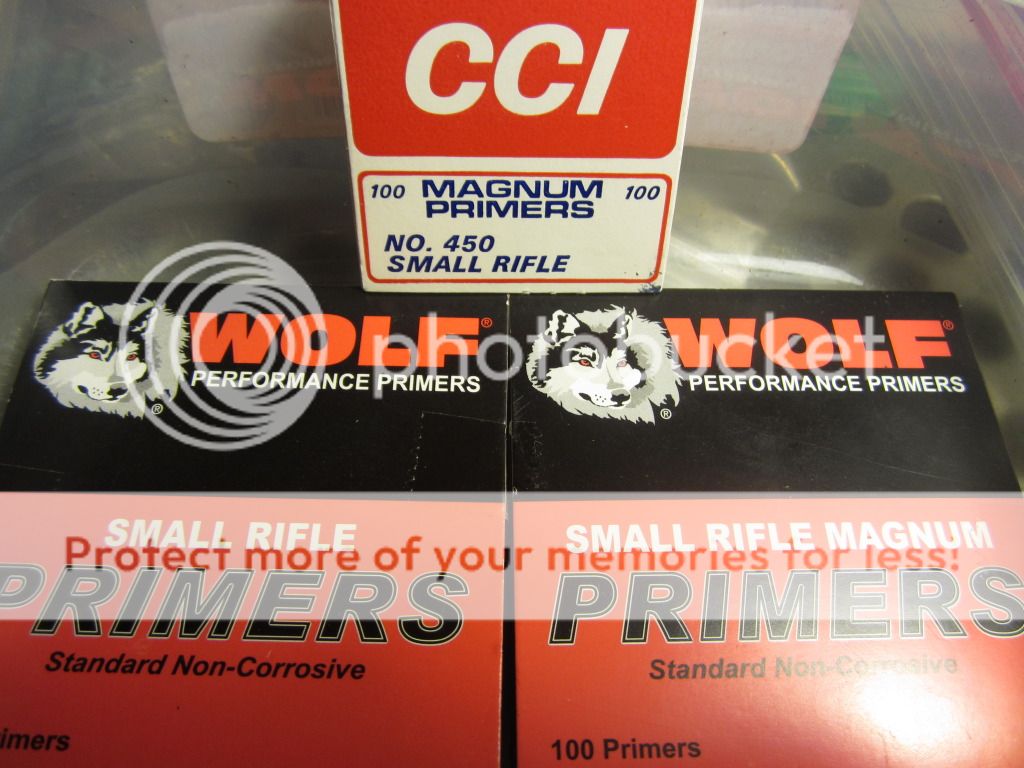 CCI
100 MAGNUM 100
PRIMERS
NO. 450
SMALL RIFLE
WOLF®
PERFORMANCE PRIMERS
®
SMALL RIFLE
PRIMERS
Standard Non-Corrosive
WOLF®
PERFORMANCE PRIMERS
®
SMALL RIFLE MAGNUM
PRIMERS
Standard Non-Corrosive
100 Primers
photobucket
Protect more of your memories for less!